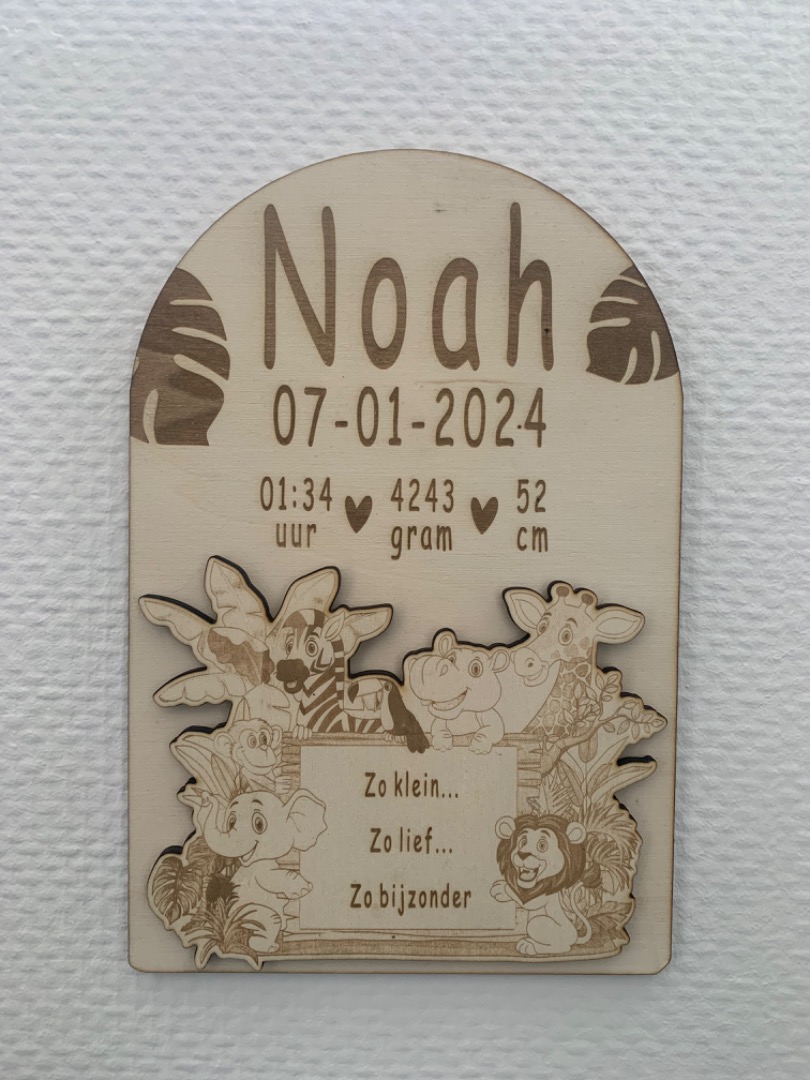 Noah
07-01-2024
01:34 ♥ 4243 ♥ 52
uur gram cm
Zo klein...
Zo lief...
Zo bijzonder